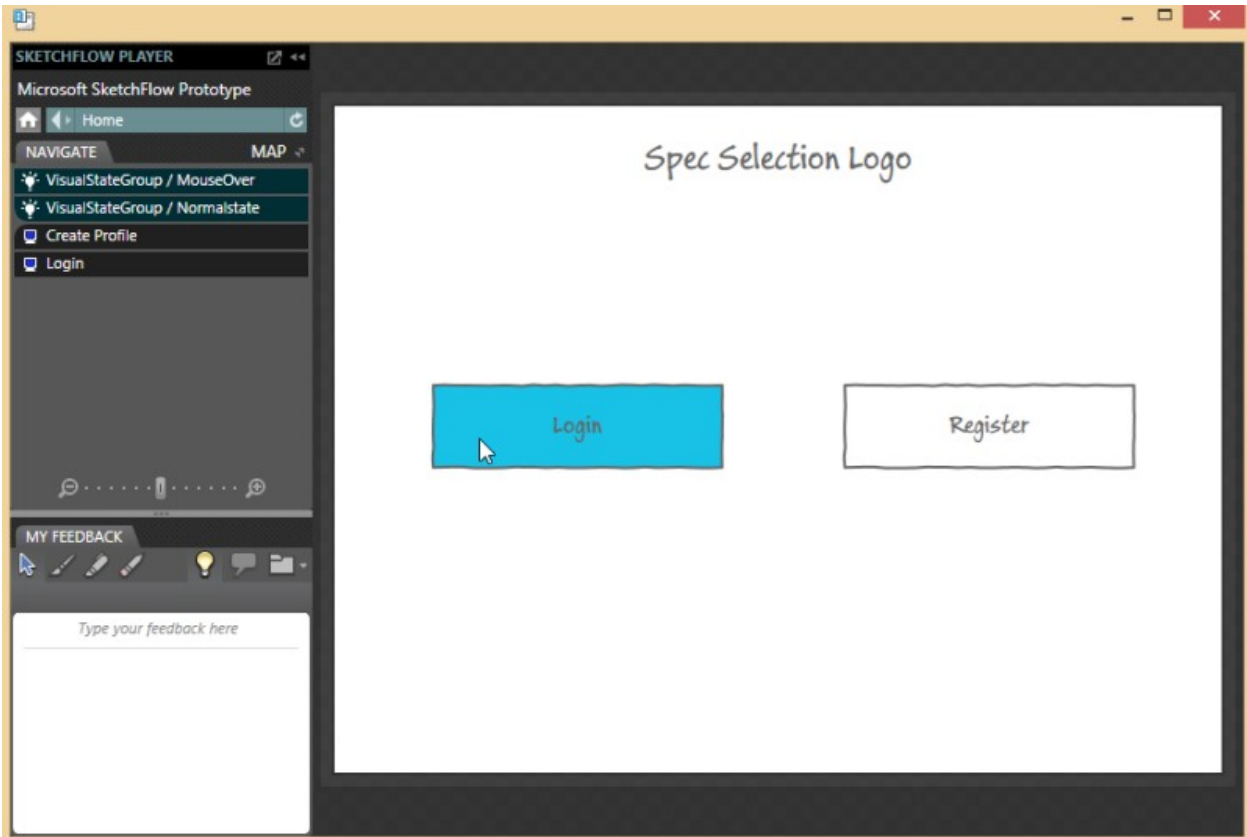 SKETCHFLOW PLAYER
Microsoft SketchFlow Prototype
Home
NAVIGATE MAP
VisualStateGroup / MouseOver
VisualStateGroup / Normalstate
Create Profile
Login
MY FEEDBACK
Type your feedback here
Spec Selection Logo
Login Register